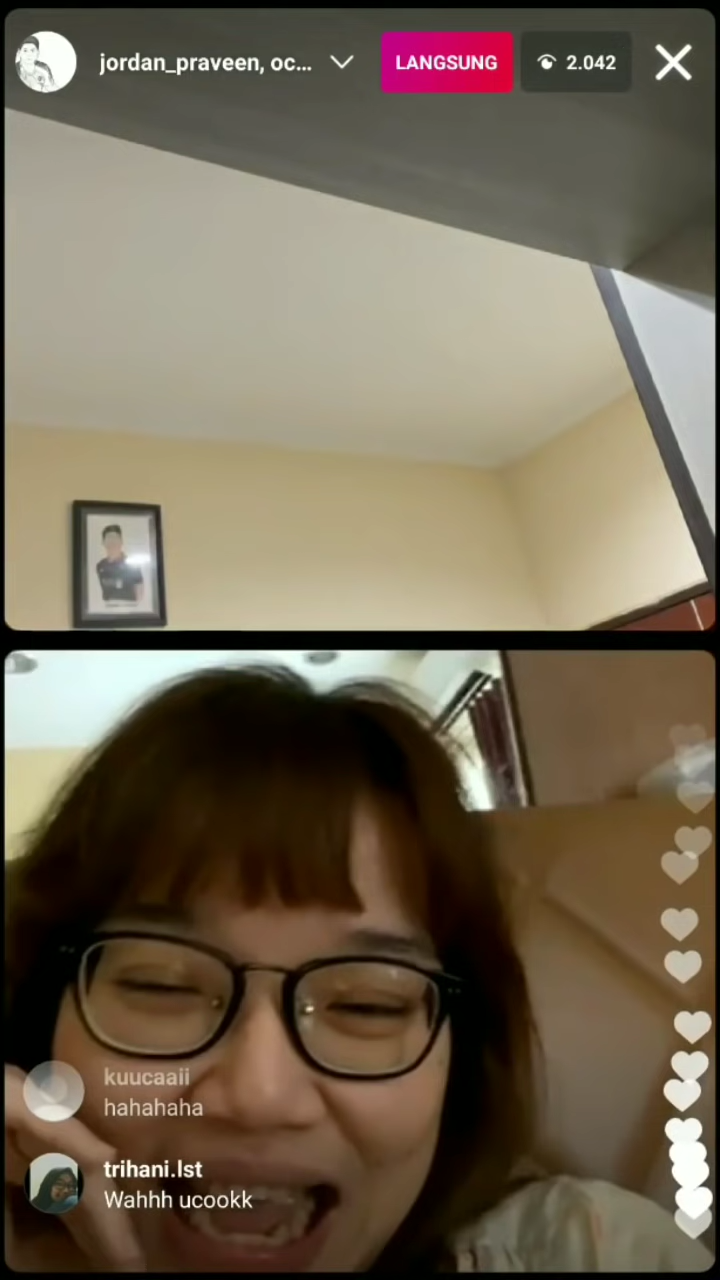 jordan_praveen, oc...
LANGSUNG
2.042
kuucaaii
hahahaha
trihani.lst
Wahhh ucookk